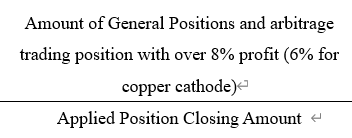 Amount of General Positions and arbitrage
trading position with over 8% profit (6% for
copper cathode)↵
Applied Position Closing Amount ↵